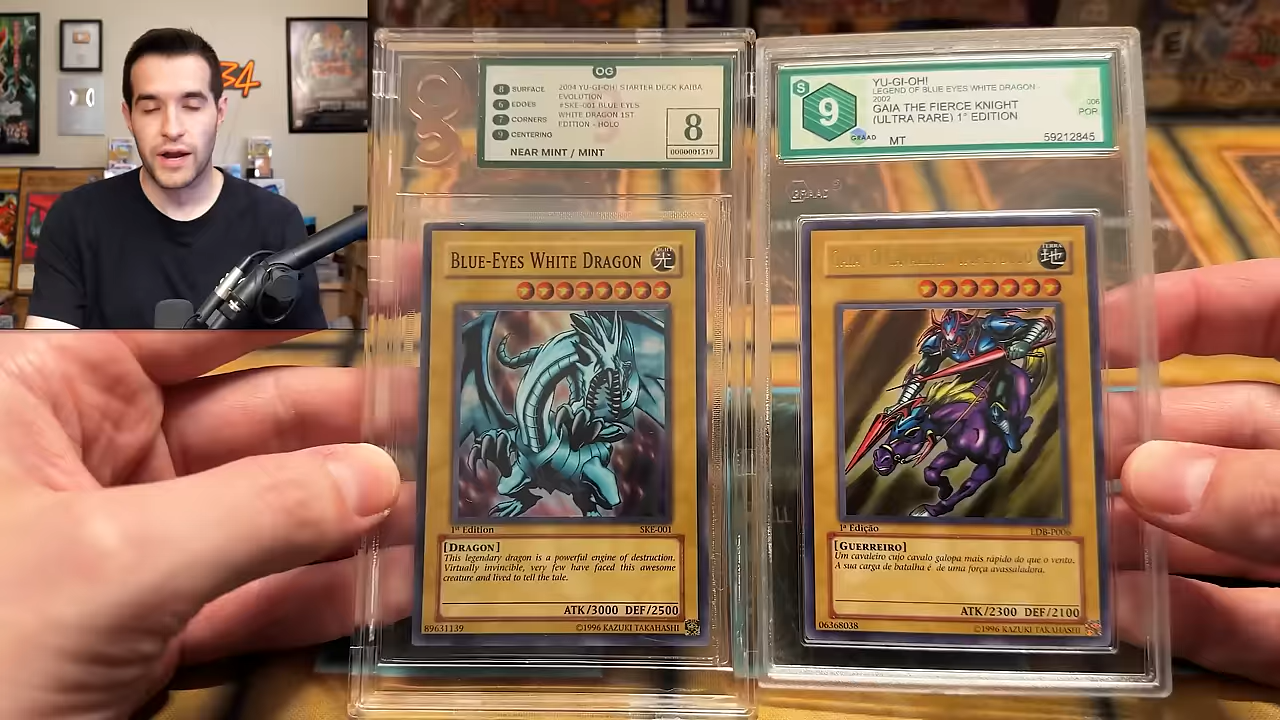 34
OG
8 SURFACE
6 EDGES
7 CORNERS
9 CENTERING
2004 YU-GI-OH! STARTER DECK KAIBA
EVOLUTION
#SKE-001 BLUE EYES
WHITE DRAGON 1ST
EDITION - HOLO
8
0000001519
NEAR MINT / MINT
BLUE-EYES WHITE DRAGON
LIGHT
光
1st Edition
SKE-001
[DRAGON]
This legendary dragon is a powerful engine of destruction.
Virtually invincible, very few have faced this awesome
creature and lived to tell the tale.
ATK/3000 DEF/2500
89631139
©1996 KAZUKI TAKAHASHI
S
9
GRAAD
YU-GI-OH!
LEGEND OF BLUE EYES WHITE DRAGON -
2002
GAIA THE FIERCE KNIGHT
(ULTRA RARE) 1° EDITION
MT
006
POR
59212845
GRAAD
TERRA
地
1ª Edição
LDB-P006
[GUERREIRO]
Um cavaleiro cujo cavalo galopa mais rápido do que o vento.
A sua carga de batalha é de uma força avassaladora.
ATK/2300 DEF/2100
06368038
©1996 KAZUKI TAKAHASHI